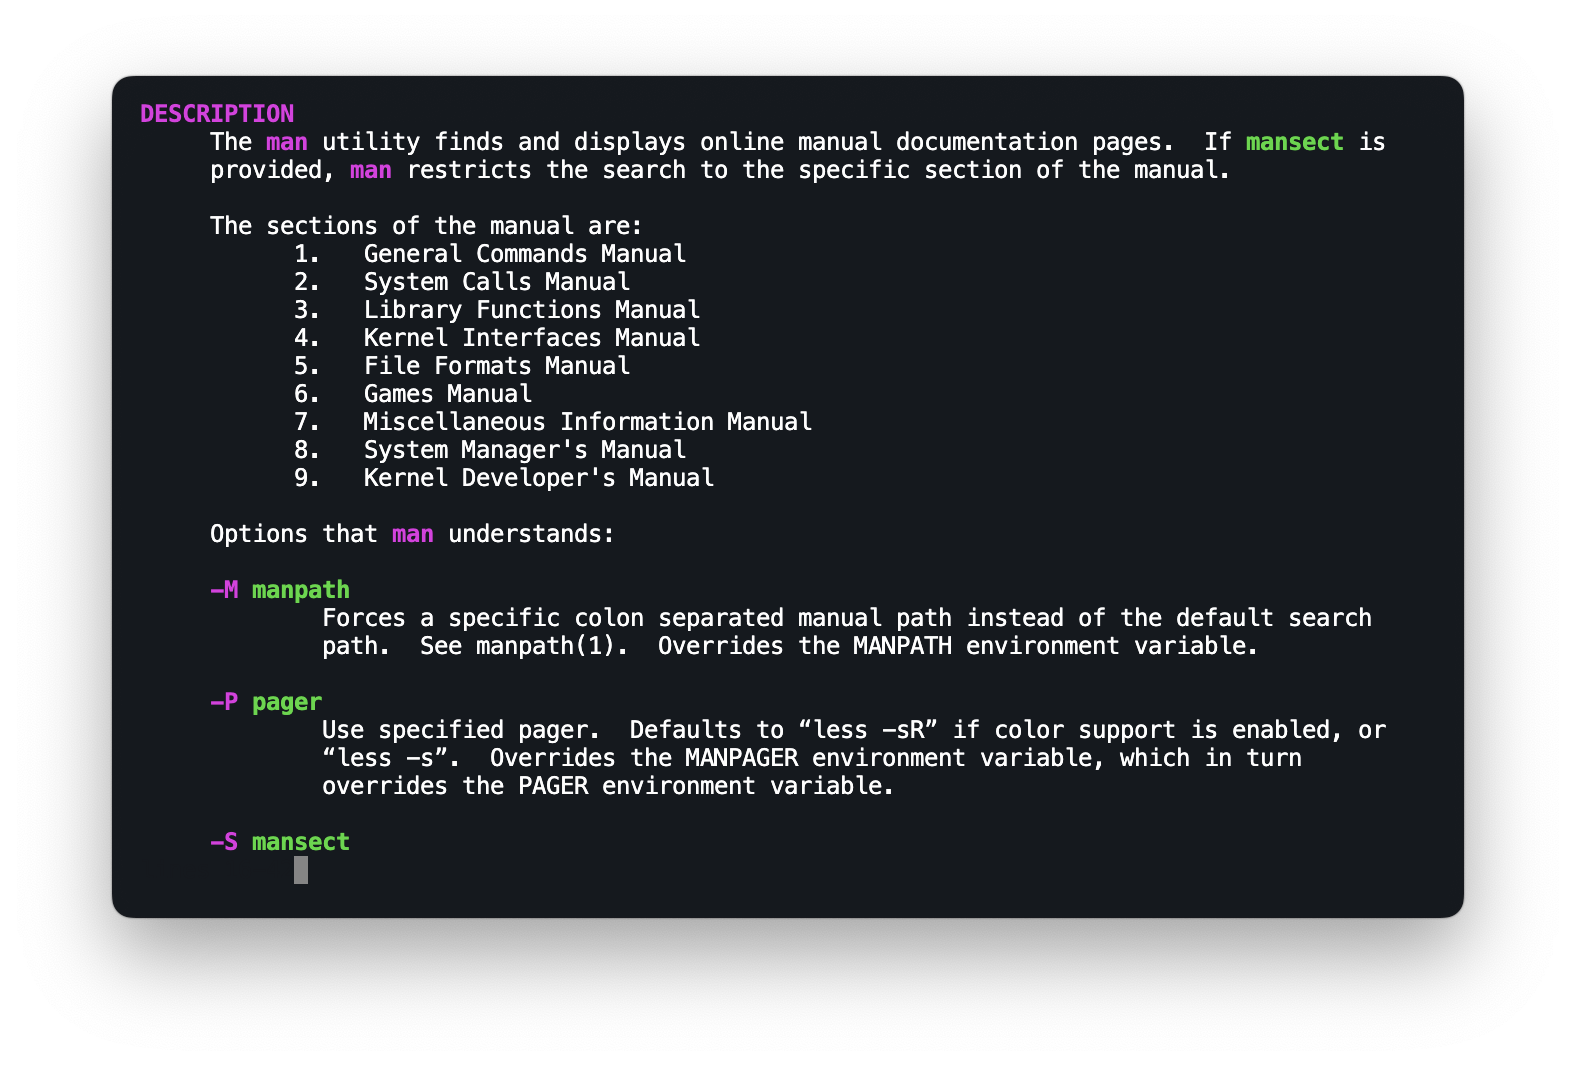 DESCRIPTION
The man utility finds and displays online manual documentation pages.  If mansect is
provided, man restricts the search to the specific section of the manual.
The sections of the manual are:
1.   General Commands Manual
2.   System Calls Manual
3.   Library Functions Manual
4.   Kernel Interfaces Manual
5.   File Formats Manual
6.   Games Manual
7.   Miscellaneous Information Manual
8.   System Manager's Manual
9.   Kernel Developer's Manual
Options that man understands:
−M manpath
Forces a specific colon separated manual path instead of the default search
path.  See manpath(1).  Overrides the MANPATH environment variable.
−P pager
Use specified pager.  Defaults to “less −sR” if color support is enabled, or
“less −s”.  Overrides the MANPAGER environment variable, which in turn
overrides the PAGER environment variable.
−S mansect